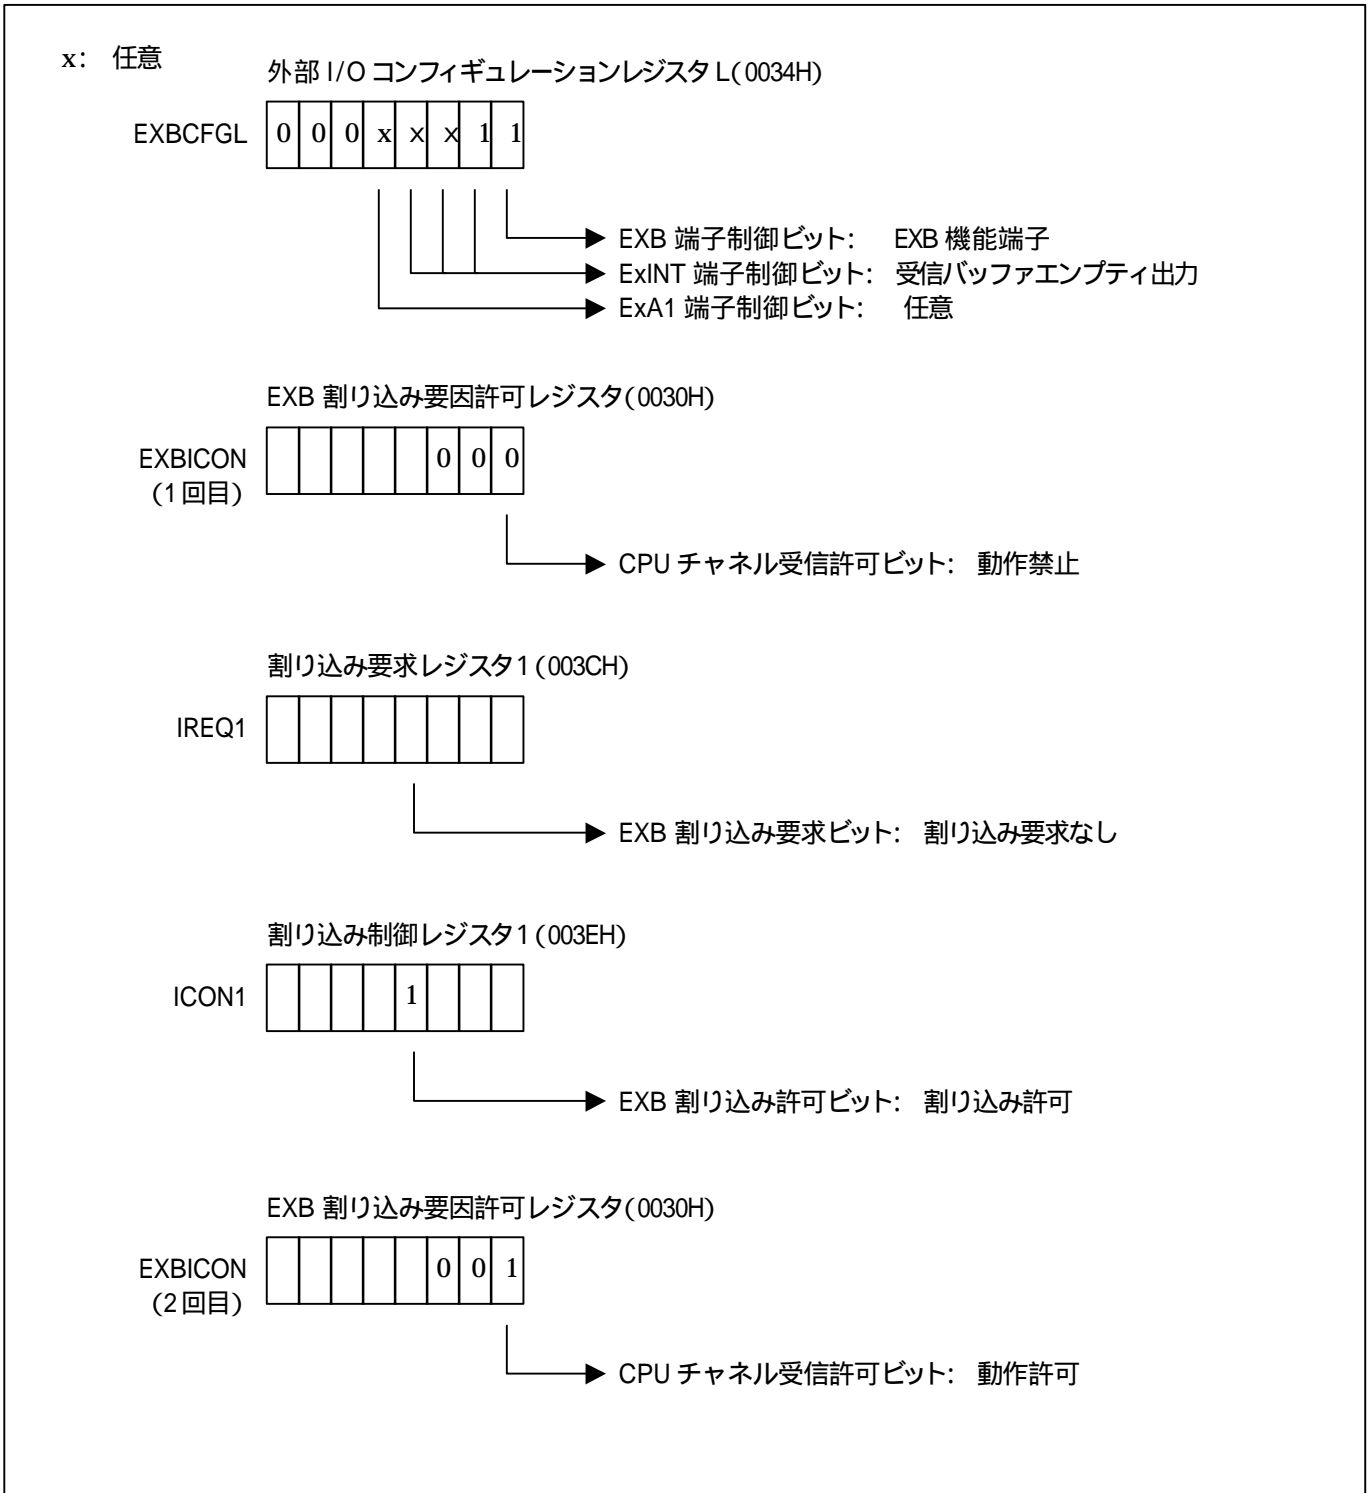 x: 任意
外部 I/O コンフィギュレーションレジスタ L(0034H)
EXBCFGL 0 0 0 x x x 1 1
EXB 端子制御ビット: EXB 機能端子
ExINT 端子制御ビット: 受信バッファエンプティ出力
ExA1 端子制御ビット: 任意
EXB 割り込み要因許可レジスタ(0030H)
EXBICON 0 0 0
(1回目)
CPU チャネル受信許可ビット: 動作禁止
割り込み要求レジスタ1(003CH)
IREQ1
EXB 割り込み要求ビット: 割り込み要求なし
割り込み制御レジスタ1(003EH)
ICON1 1
EXB 割り込み許可ビット: 割り込み許可
EXB 割り込み要因許可レジスタ(0030H)
EXBICON 0 0 1
(2回目)
CPU チャネル受信許可ビット: 動作許可